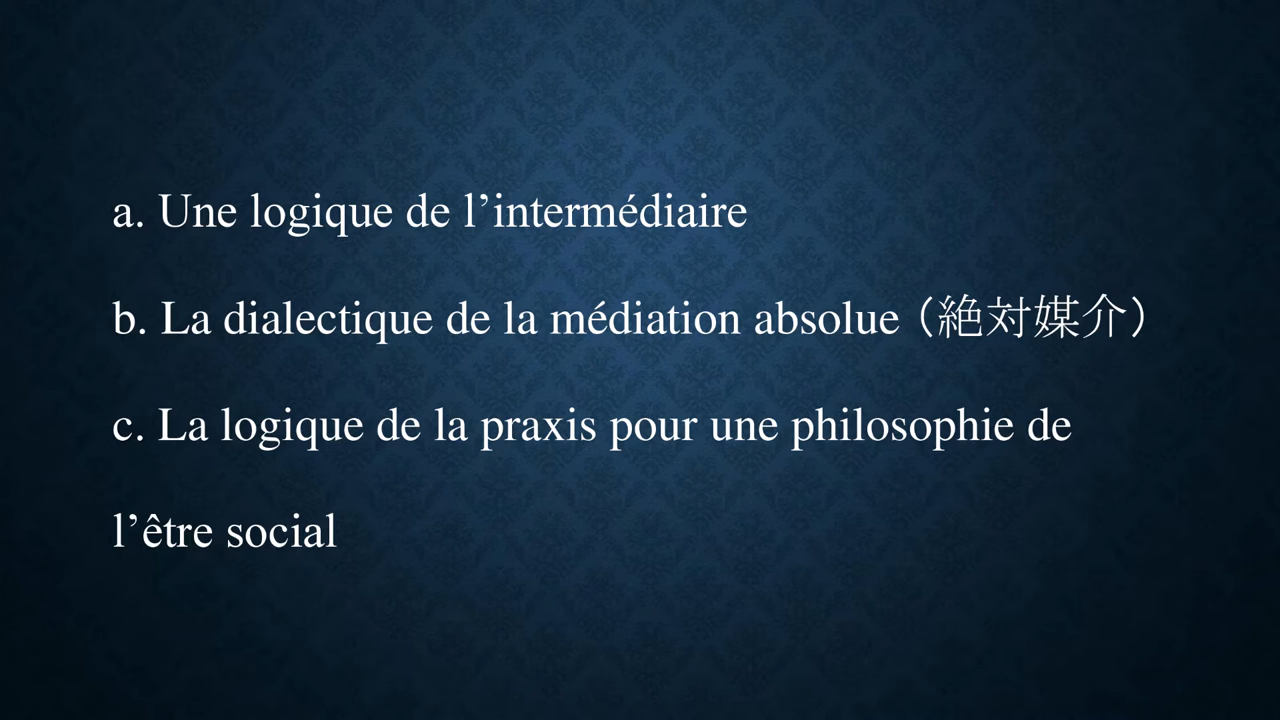 a. Une logique de l’intermédiaire
b. La dialectique de la médiation absolue（絶対媒介）
c. La logique de la praxis pour une philosophie de
l’être social